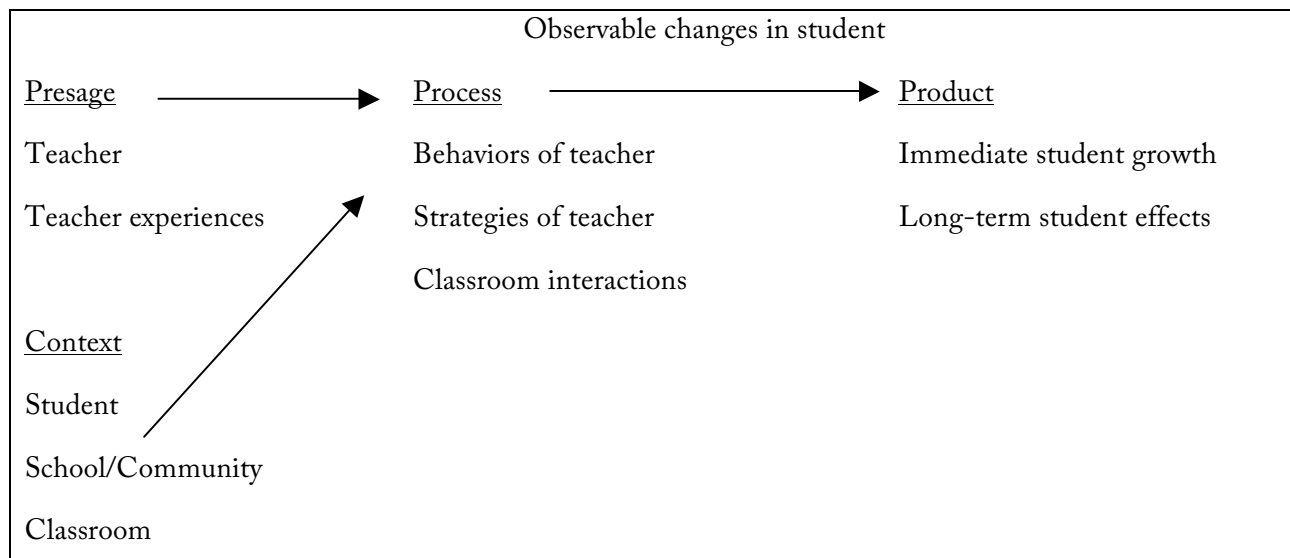 Observable changes in student
Presage
Process
Product
Teacher
Behaviors of teacher
Immediate student growth
Teacher experiences
Strategies of teacher
Long-term student effects
Classroom interactions
Context
Student
School/Community
Classroom